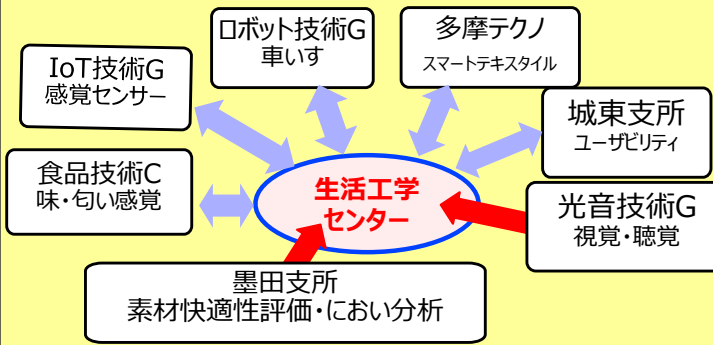 ロボット技術G
車いす
多摩テクノ
スマートテキスタイル
IoT技術G
感覚センサー
城東支所
ユーザビリティ
食品技術C
味・匂い感覚
生活工学
センター
光音技術G
視覚・聴覚
墨田支所
素材快適性評価・におい分析